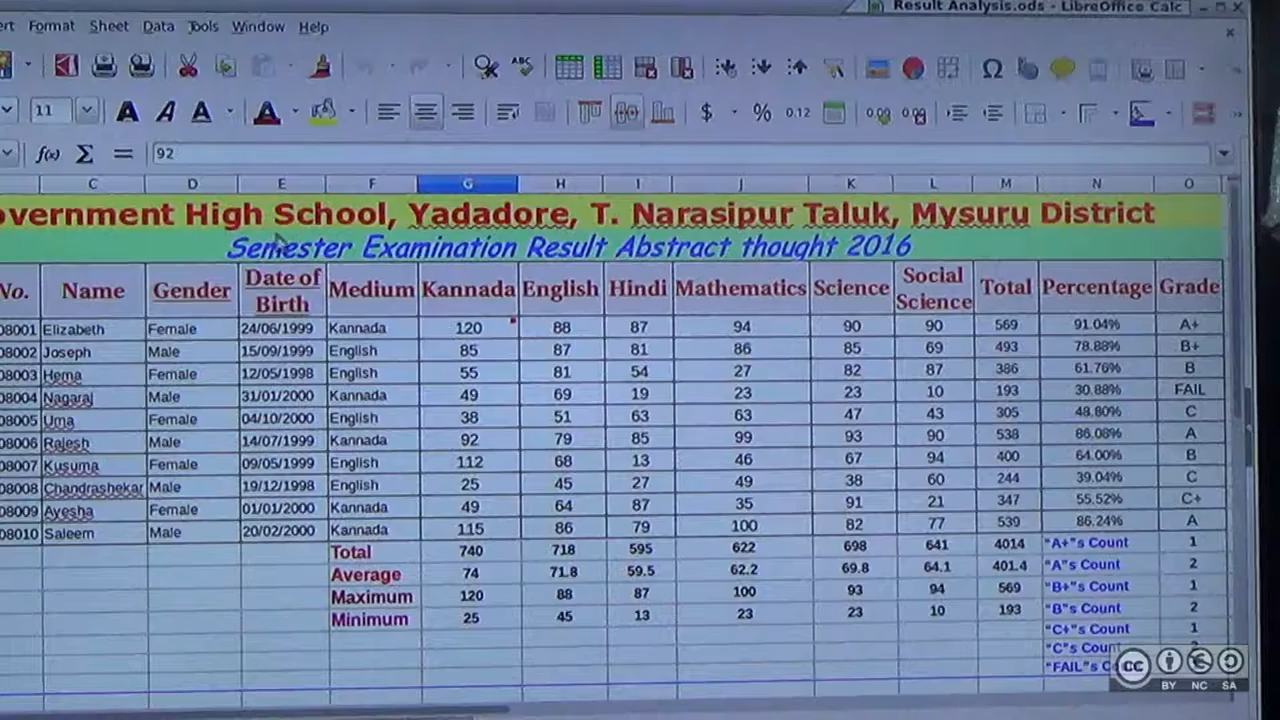 Result Analysis.ods - LibreOffice Calc
ert Format Sheet Data Tools Window Help
11
$ % 0.12 0.00 0.00
f(x) Σ = 92
C D E F G H I J K L M N O
overnment High School, Yadadore, T. Narasipur Taluk, Mysuru District
Semester Examination Result Abstract thought 2016
No. Name Gender Date of Birth Medium Kannada English Hindi Mathematics Science Social Science Total Percentage Grade
08001 Elizabeth Female 24/06/1999 Kannada 120 88 87 94 90 90 569 91.04% A+
08002 Joseph Male 15/09/1999 English 85 87 81 86 85 69 493 78.88% B+
08003 Hema Female 12/05/1998 English 55 81 54 27 82 87 386 61.76% B
08004 Nagaraj Male 31/01/2000 Kannada 49 69 19 23 23 10 193 30.88% FAIL
08005 Uma Female 04/10/2000 English 38 51 63 63 47 43 305 48.80% C
08006 Rajesh Male 14/07/1999 Kannada 92 79 85 99 93 90 538 86.08% A
08007 Kusuma Female 09/05/1999 English 112 68 13 46 67 94 400 64.00% B
08008 Chandrashekar Male 19/12/1998 English 25 45 27 49 38 60 244 39.04% C
08009 Ayesha Female 01/01/2000 Kannada 49 64 87 35 91 21 347 55.52% C+
08010 Saleem Male 20/02/2000 Kannada 115 86 79 100 82 77 539 86.24% A
Total 740 718 595 622 698 641 4014 "A+"s Count 1
Average 74 71.8 59.5 62.2 69.8 64.1 401.4 "A"s Count 2
Maximum 120 88 87 100 93 94 569 "B+"s Count 1
Minimum 25 45 13 23 23 10 193 "B"s Count 2
"C+"s Count 1
"C"s Coun
"FAIL"s C
CC BY NC SA